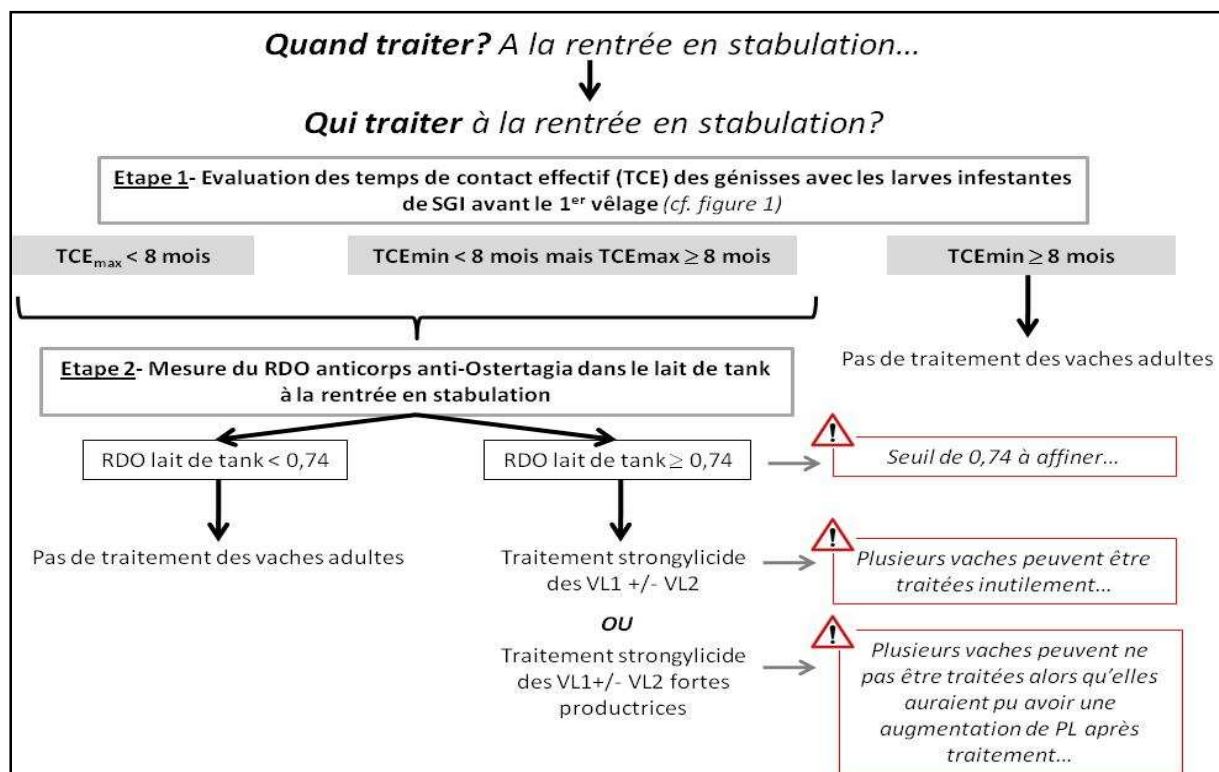 Quand traiter? A la rentrée en stabulation...
Qui traiter à la rentrée en stabulation?
Etape 1- Evaluation des temps de contact effectif (TCE) des génisses avec les larves infestantes
de SGI avant le 1er vêlage (cf. figure 1)
TCEmax < 8 mois
TCEmin < 8 mois mais TCEmax ≥ 8 mois
TCEmin ≥ 8 mois
Pas de traitement des vaches adultes
Etape 2- Mesure du RDO anticorps anti-Ostertagia dans le lait de tank
à la rentrée en stabulation
RDO lait de tank < 0,74
RDO lait de tank ≥ 0,74
!
Seuil de 0,74 à affiner...
Pas de traitement des vaches adultes
Traitement strongylicide
des VL1 +/- VL2
!
Plusieurs vaches peuvent être
traitées inutilement...
OU
Traitement strongylicide
des VL1+/- VL2 fortes
productrices
!
Plusieurs vaches peuvent ne
pas être traitées alors qu'elles
auraient pu avoir une
augmentation de PL après
traitement...